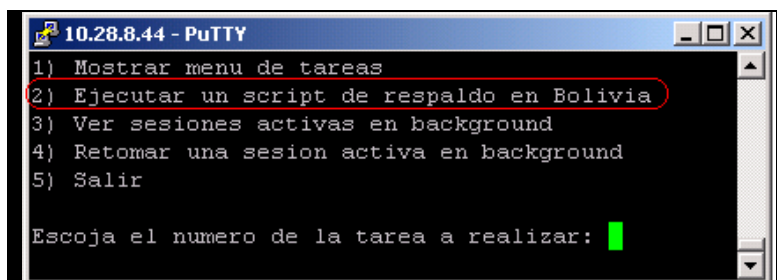 10.28.8.44 - PuTTY
1) Mostrar menu de tareas
2) Ejecutar un script de respaldo en Bolivia
3) Ver sesiones activas en background
4) Retomar una sesion activa en background
5) Salir
Escoja el numero de la tarea a realizar: